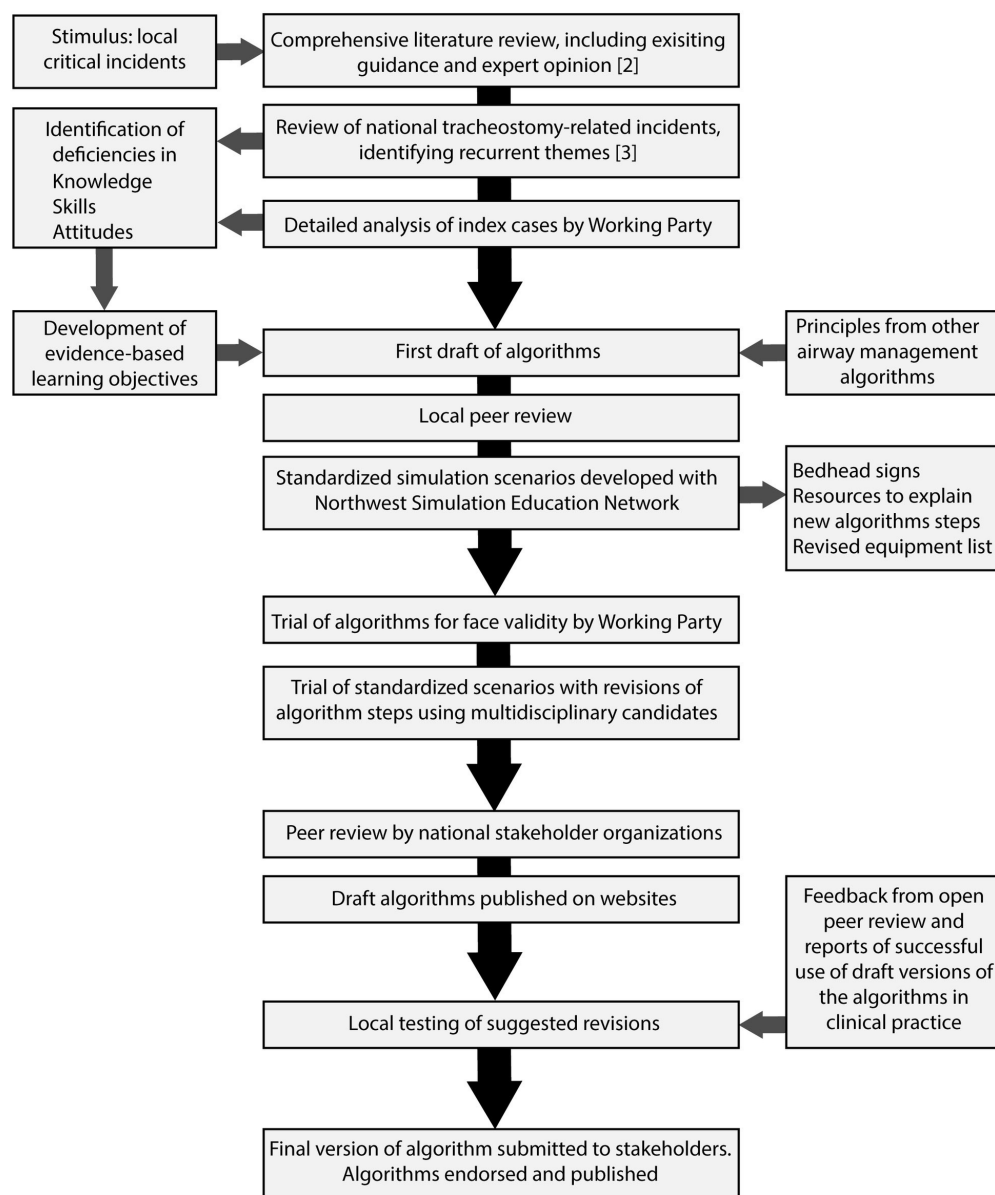 Stimulus: local
critical incidents
Comprehensive literature review, including exisiting
guidance and expert opinion [2]
Identification of
deficiencies in
Knowledge
Skills
Attitudes
Review of national tracheostomy-related incidents,
identifying recurrent themes [3]
Detailed analysis of index cases by Working Party
Development of
evidence-based
learning objectives
First draft of algorithms
Principles from other
airway management
algorithms
Local peer review
Standardized simulation scenarios developed with
Northwest Simulation Education Network
Bedhead signs
Resources to explain
new algorithms steps
Revised equipment list
Trial of algorithms for face validity by Working Party
Trial of standardized scenarios with revisions of
algorithm steps using multidisciplinary candidates
Peer review by national stakeholder organizations
Draft algorithms published on websites
Feedback from open
peer review and
reports of successful
use of draft versions of
the algorithms in
clinical practice
Local testing of suggested revisions
Final version of algorithm submitted to stakeholders.
Algorithms endorsed and published